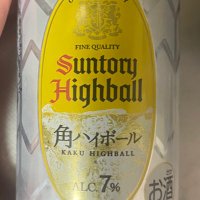 FINE QUALITY
Suntory
Highball
角ハイボール
KAKU HIGHBALL
ALC.7%
お酒